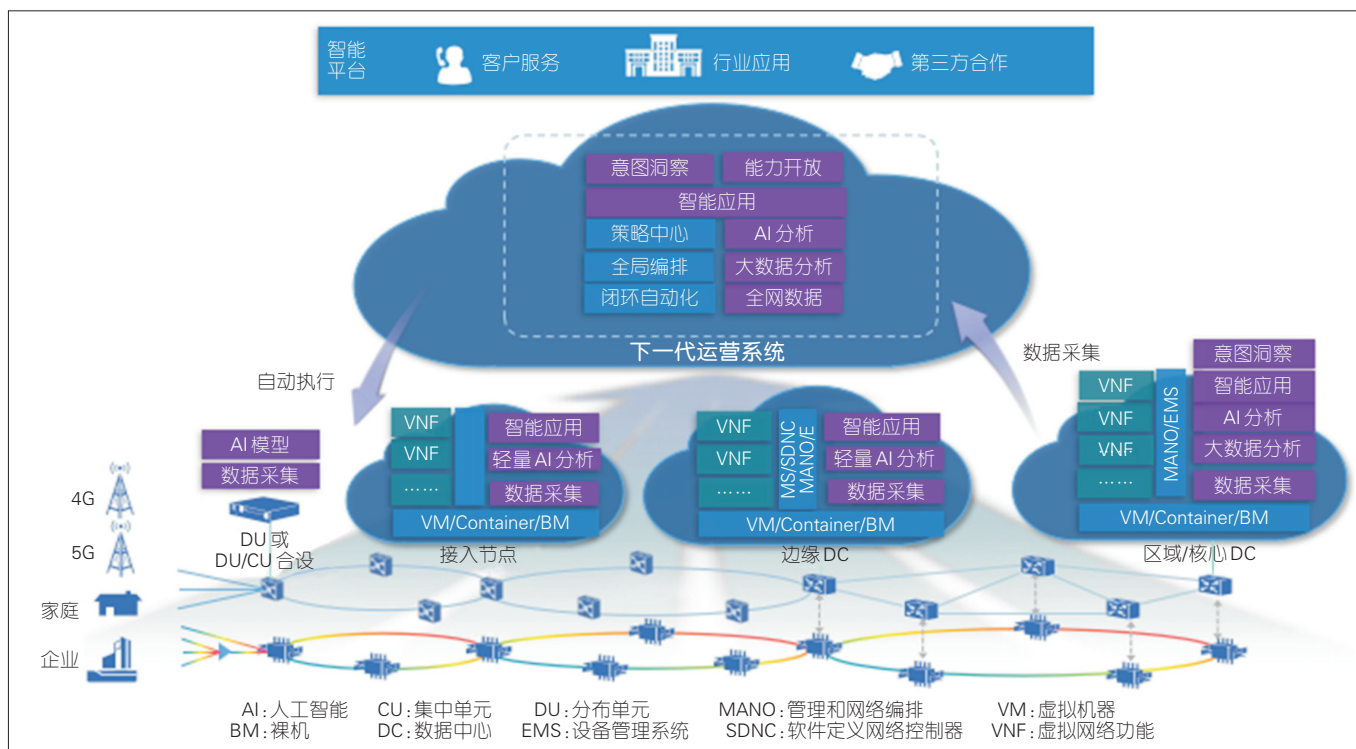 智能
平台
客户服务
行业应用
第三方合作
意图洞察
能力开放
智能应用
策略中心
AI 分析
全局编排
大数据分析
闭环自动化
全网数据
下一代运营系统
自动执行
数据采集
AI 模型
数据采集
DU 或
DU/CU 合设
VNF
VNF
……
智能应用
轻量 AI 分析
数据采集
VM/Container/BM
接入节点
VNF
VNF
……
MS/SDNC
MANO/E
智能应用
轻量 AI 分析
数据采集
VM/Container/BM
边缘 DC
VNF
VNF
VNF
……
MANO/EMS
意图洞察
智能应用
AI 分析
大数据分析
数据采集
VM/Container/BM
区域/核心 DC
4G
5G
家庭
企业
AI:人工智能 CU:集中单元 DU:分布单元 MANO:管理和网络编排 VM:虚拟机器
BM:裸机 DC:数据中心 EMS:设备管理系统 SDNC:软件定义网络控制器 VNF:虚拟网络功能